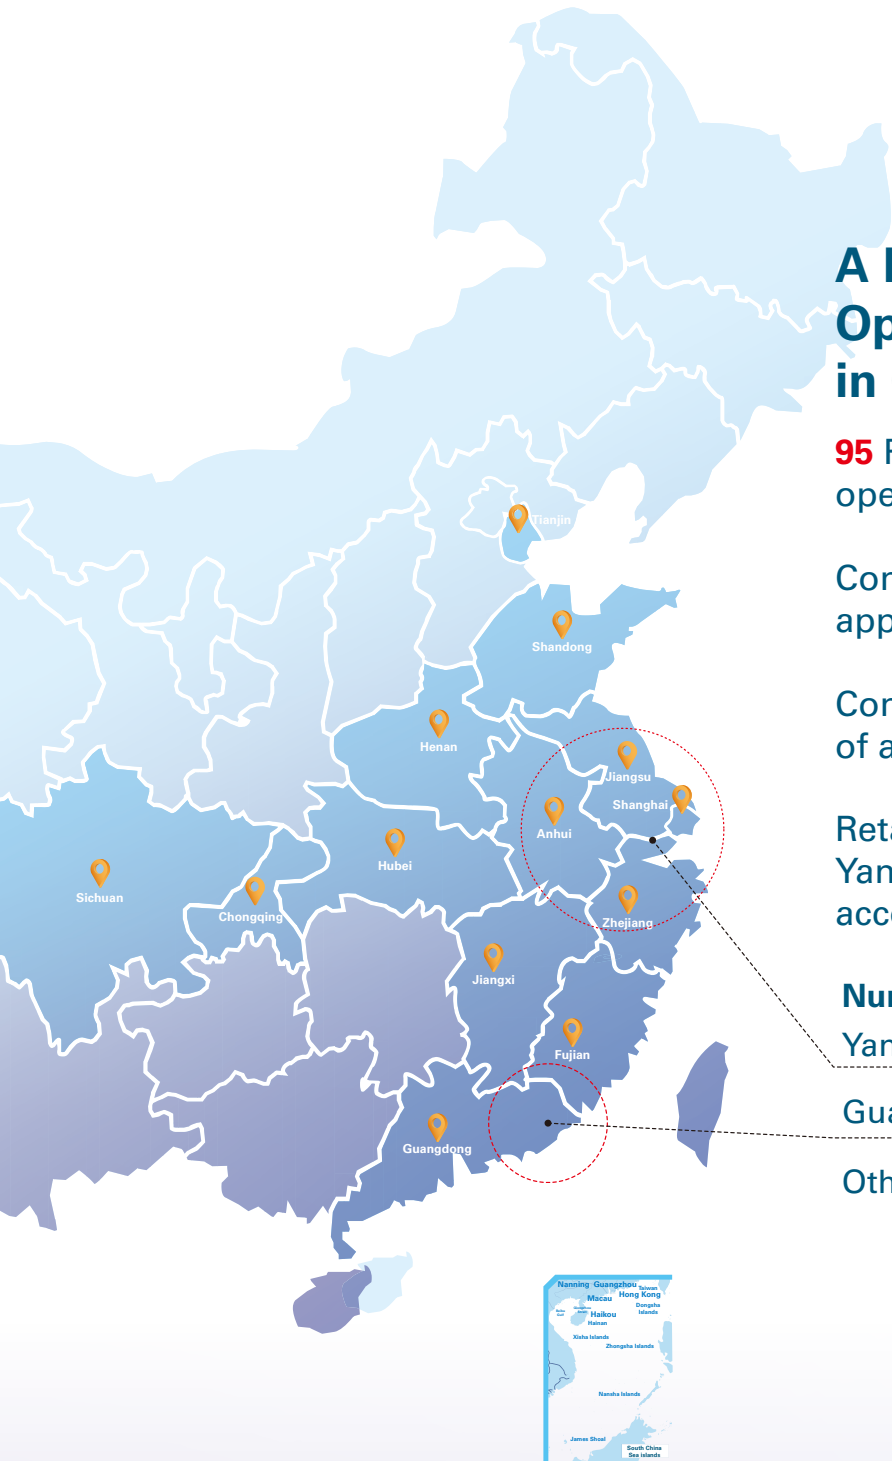 A
Op
in
95
ope
Con
app
Con
of a
Reta
Yan
acco
Nur
Yan
Gua
Oth
Tianjin
Shandong
Henan
Jiangsu
Shanghai
Anhui
Hubei
Sichuan
Chongqing
Zhejiang
Jiangxi
Fujian
Guangdong
Nanning Guangzhou Taiwan
Macau Hong Kong
Dongsha
Islands
Haikou
Hainan
Xisha Islands
Zhongsha Islands
Nansha Islands
James Shoal
South China
Sea islands